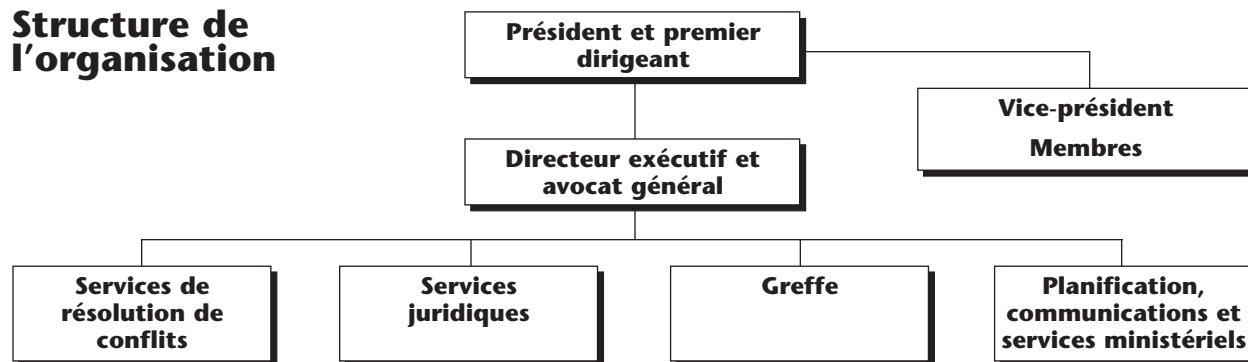 Structure de
l'organisation
Président et premier
dirigeant
Vice-président
Membres
Directeur exécutif et
avocat général
Services de
résolution de
conflits
Services
juridiques
Greffe
Planification,
communications et
services ministériels